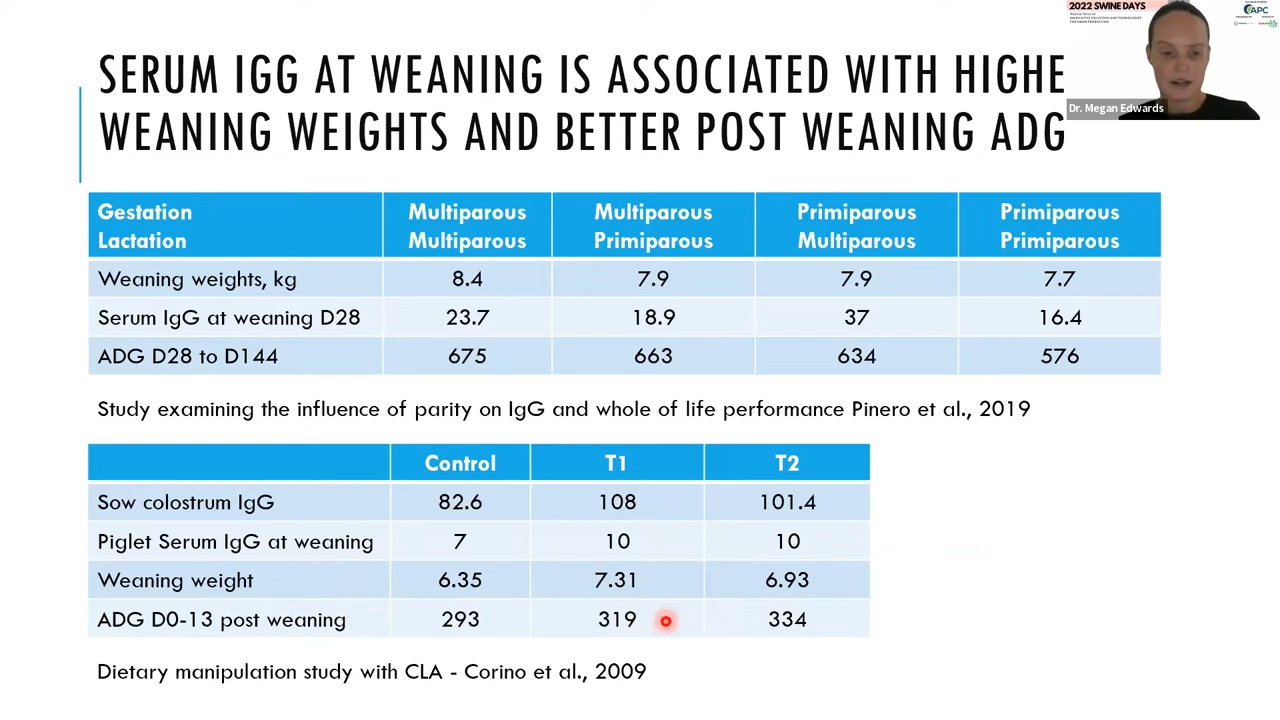 2022 SWINE DAYS
APC
Dr. Megan Edwards
SERUM IGG AT WEANING IS ASSOCIATED WITH HIGHE
WEANING WEIGHTS AND BETTER POST WEANING ADG
Gestation Multiparous Multiparous Primiparous Primiparous
Lactation Multiparous Primiparous Multiparous Primiparous
Weaning weights, kg 8.4 7.9 7.9 7.7
Serum IgG at weaning D28 23.7 18.9 37 16.4
ADG D28 to D144 675 663 634 576
Study examining the influence of parity on IgG and whole of life performance Pinero et al., 2019
Control T1 T2
Sow colostrum IgG 82.6 108 101.4
Piglet Serum IgG at weaning 7 10 10
Weaning weight 6.35 7.31 6.93
ADG D0-13 post weaning 293 319 334
Dietary manipulation study with CLA - Corino et al., 2009